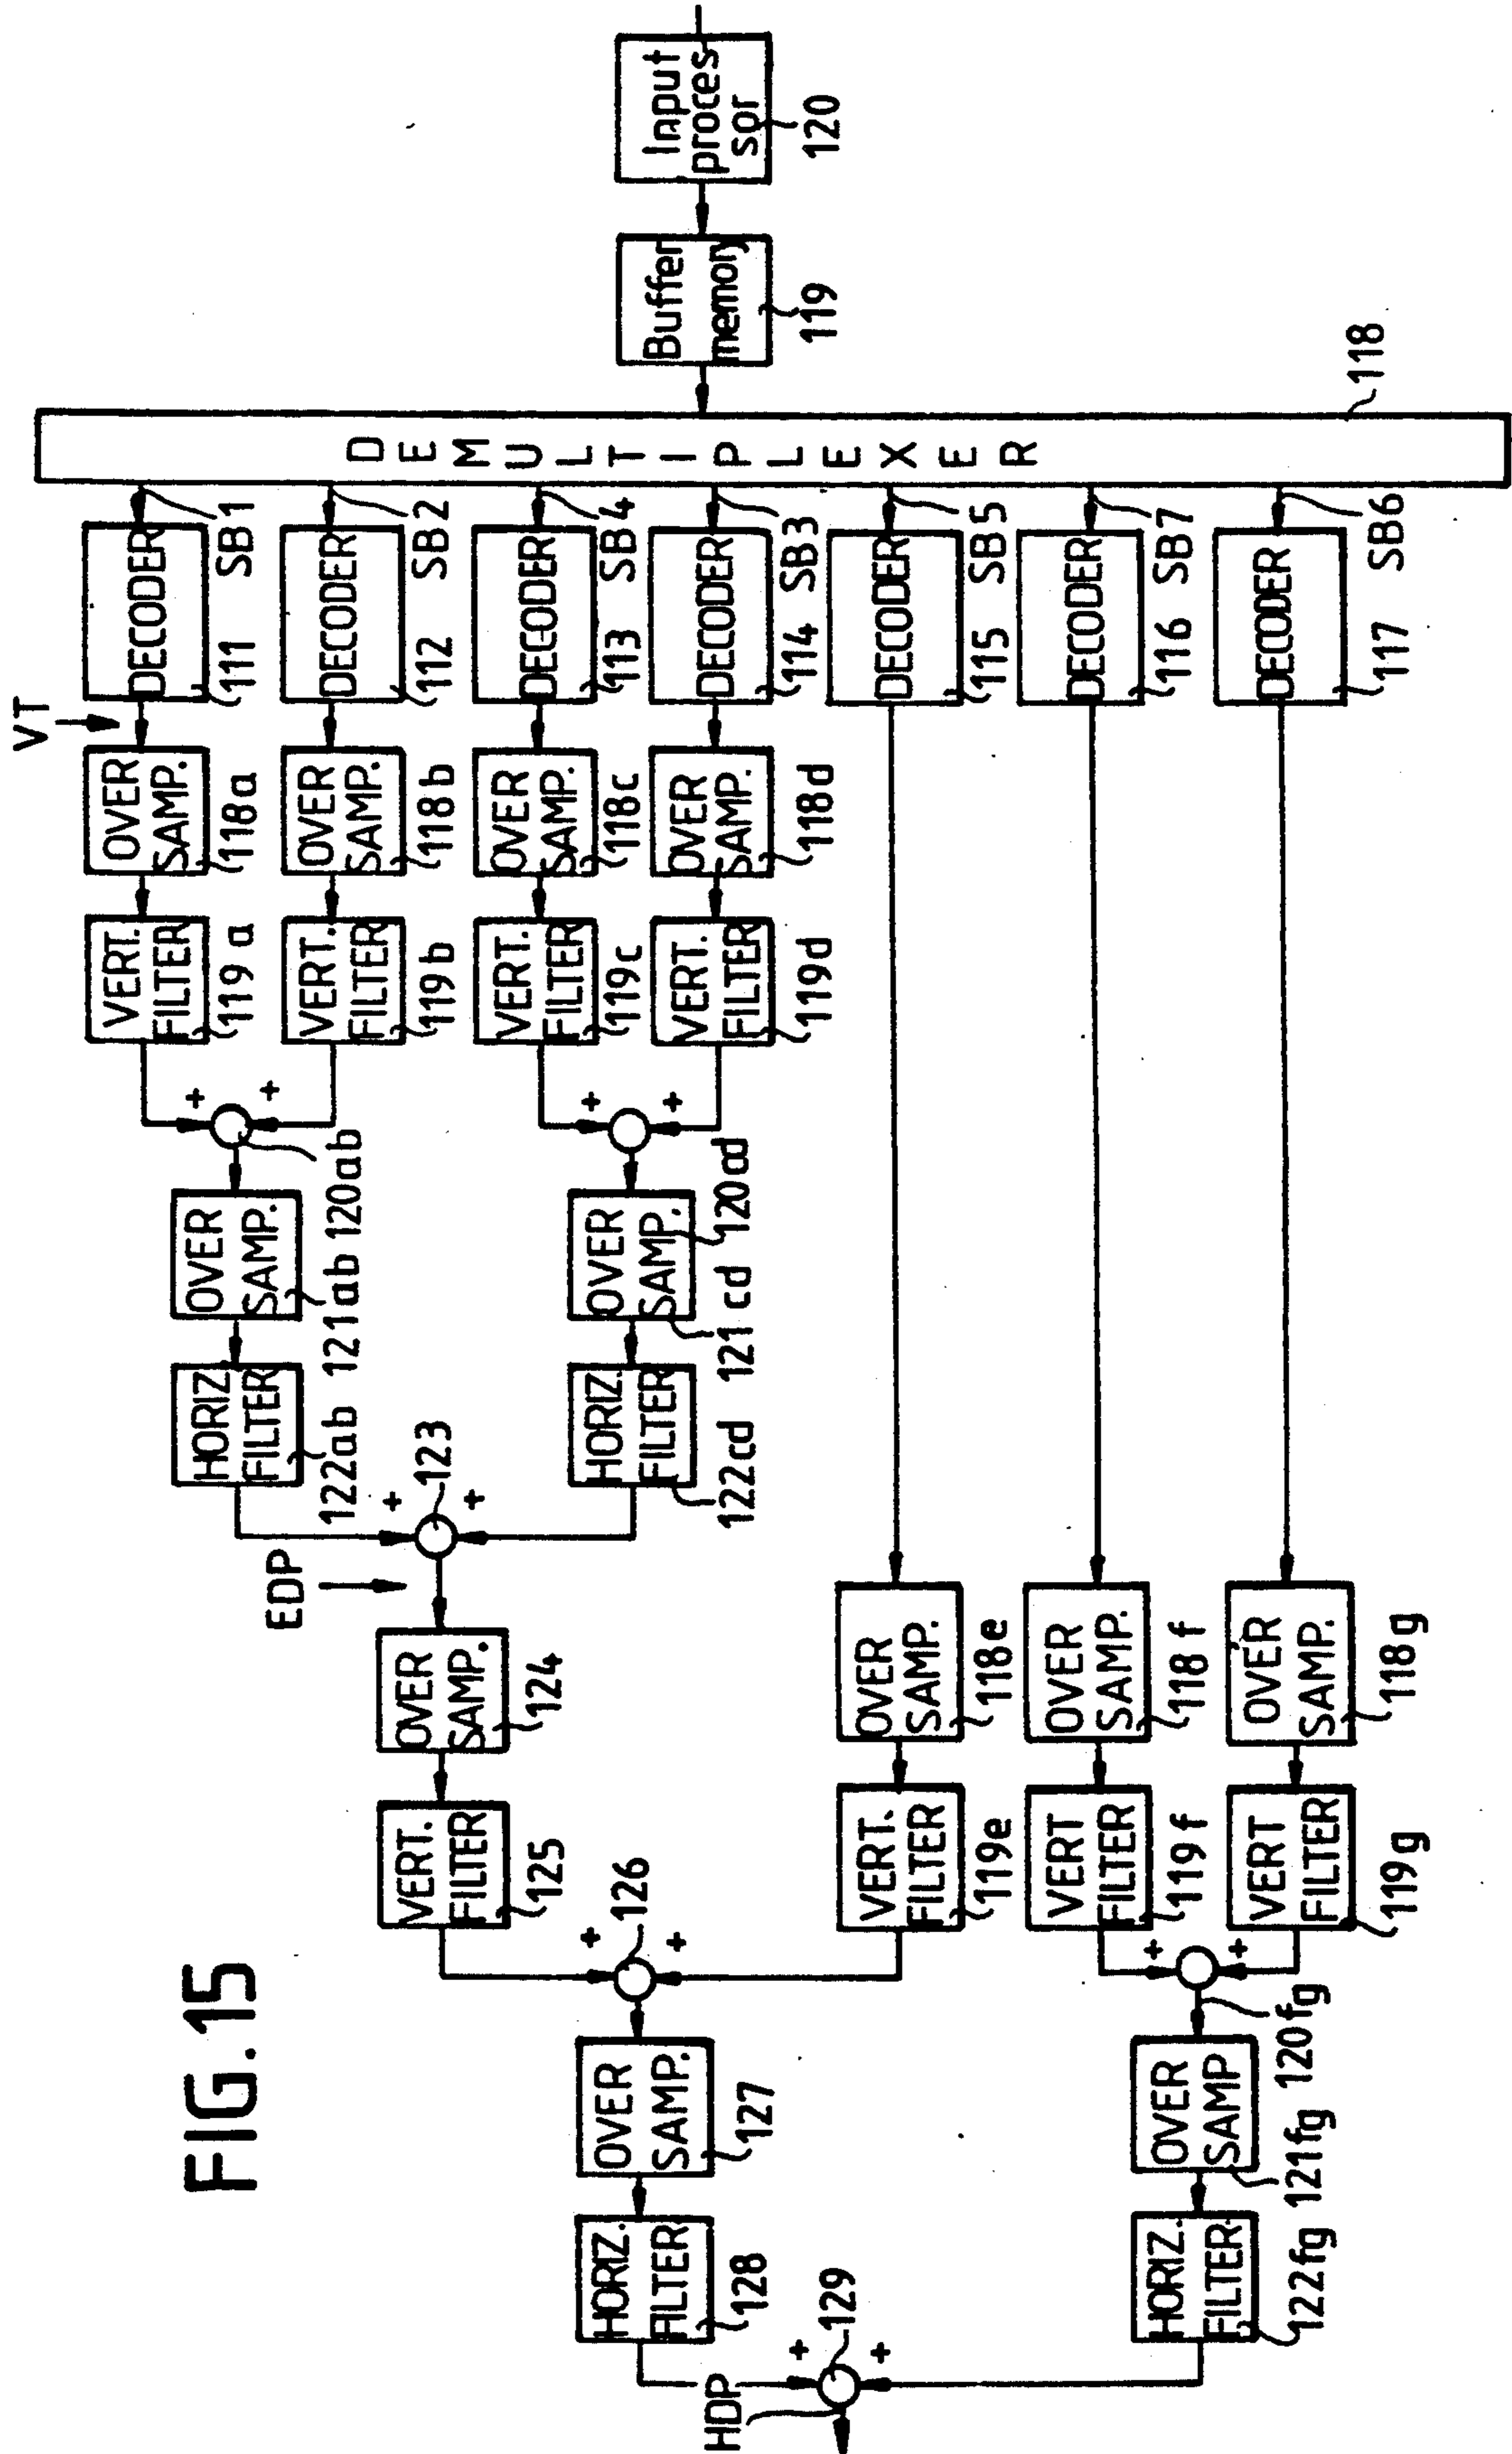 FIG.15
Input
proces
sor
120
Buffer
memory
119
DEMULTIPLEXER
118
SB1
SB2
SB4
SB3
SB5
SB7
SB6
DECODER
111
DECODER
112
DECODER
113
DECODER
114
DECODER
115
DECODER
116
DECODER
117
VT
OVER
SAMP.
118a
OVER
SAMP.
118b
OVER
SAMP.
118c
OVER
SAMP.
118d
VERT.
FILTER
119a
VERT.
FILTER
119b
VERT.
FILTER
119c
VERT.
FILTER
119d
+
+
120ab
+
+
120cd
OVER
SAMP.
121ab
OVER
SAMP.
121cd
HORIZ.
FILTER
122ab
HORIZ.
FILTER
122cd
+
+
123
EDP
OVER
SAMP.
124
OVER
SAMP.
118e
OVER
SAMP.
118f
OVER
SAMP.
118g
VERT.
FILTER
125
VERT.
FILTER
119e
VERT
FILTER
119f
VERT
FILTER
119g
+
+
126
+
+
120fg
OVER
SAMP.
127
OVER
SAMP
121fg
HORIZ.
FILTER
128
HORIZ.
FILTER
122fg
+
+
129
HDP